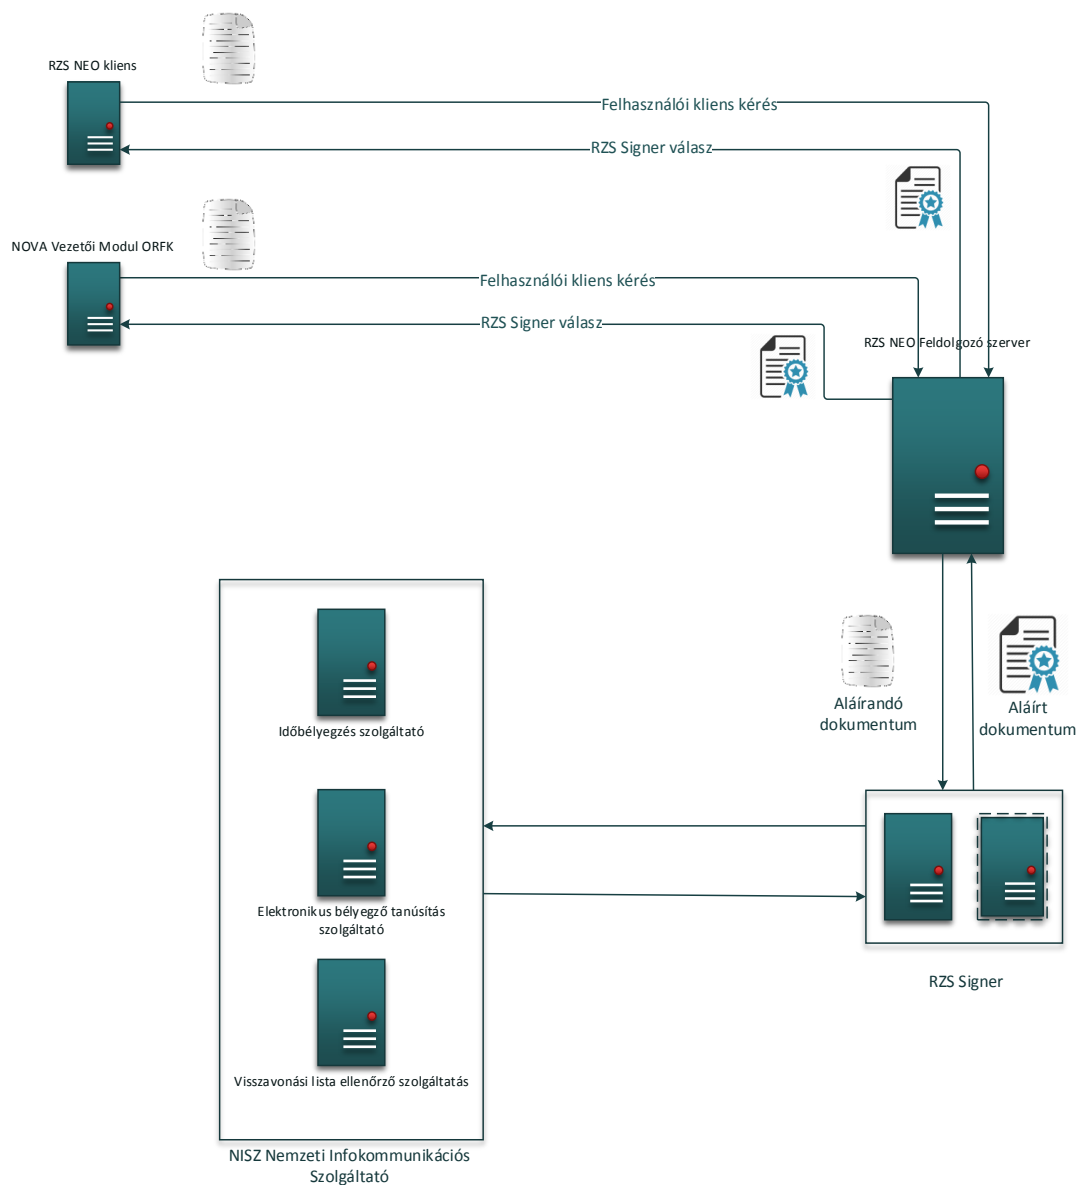 RZS NEO kliens
Felhasználói kliens kérés
RZS Signer válasz
NOVA Vezetői Modul ORFK
Felhasználói kliens kérés
RZS Signer válasz
RZS NEO Feldolgozó szerver
Aláírandó
dokumentum
Aláírt
dokumentum
Időbélyegzés szolgáltató
Elektronikus bélyegző tanúsítás
szolgáltató
RZS Signer
Visszavonási lista ellenőrző szolgáltatás
NISZ Nemzeti Infokommunikációs
Szolgáltató